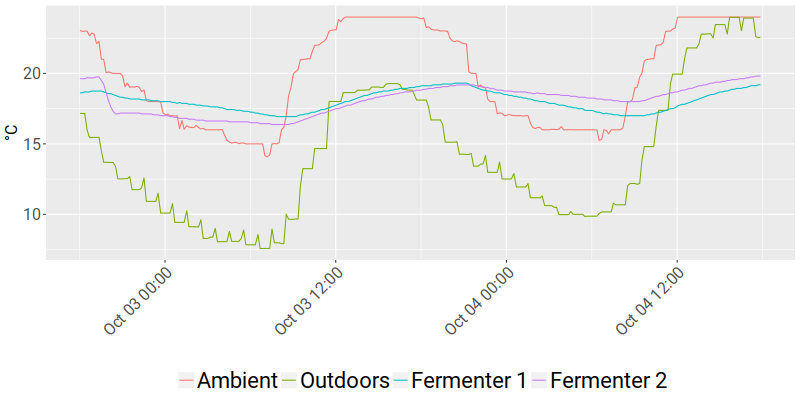 °C
20
15
10
Oct 03 00:00
Oct 03 12:00
Oct 04 00:00
Oct 04 12:00
Ambient Outdoors Fermenter 1 Fermenter 2